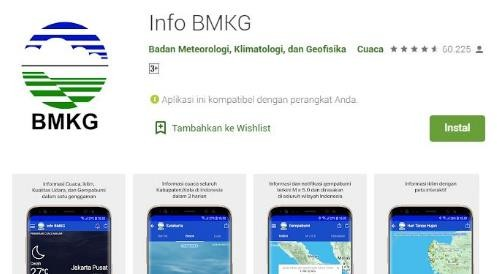 Info BMKG
Badan Meteorologi, Klimatologi, dan Geofisika Cuaca 60.225
3+
Aplikasi ini kompatibel dengan perangkat Anda.
BMKG
Tambahkan ke Wishlist
Instal
Informasi Cuaca, Iklim,
Kualitas Udara, dan Gempabumi
dalam satu genggaman
Info BMKG
27°C
Jakarta Pusat
Informasi cuaca seluruh
Kabupaten/Kota di Indonesia
dalam 3 harian
Surakarta
Informasi dan notifikasi gempabumi
terkini M ≥ 5.0 dan dirasakan
di seluruh wilayah Indonesia
Gempabumi
Informasi iklim dengan
peta interaktif
Hari Tanpa Hujan